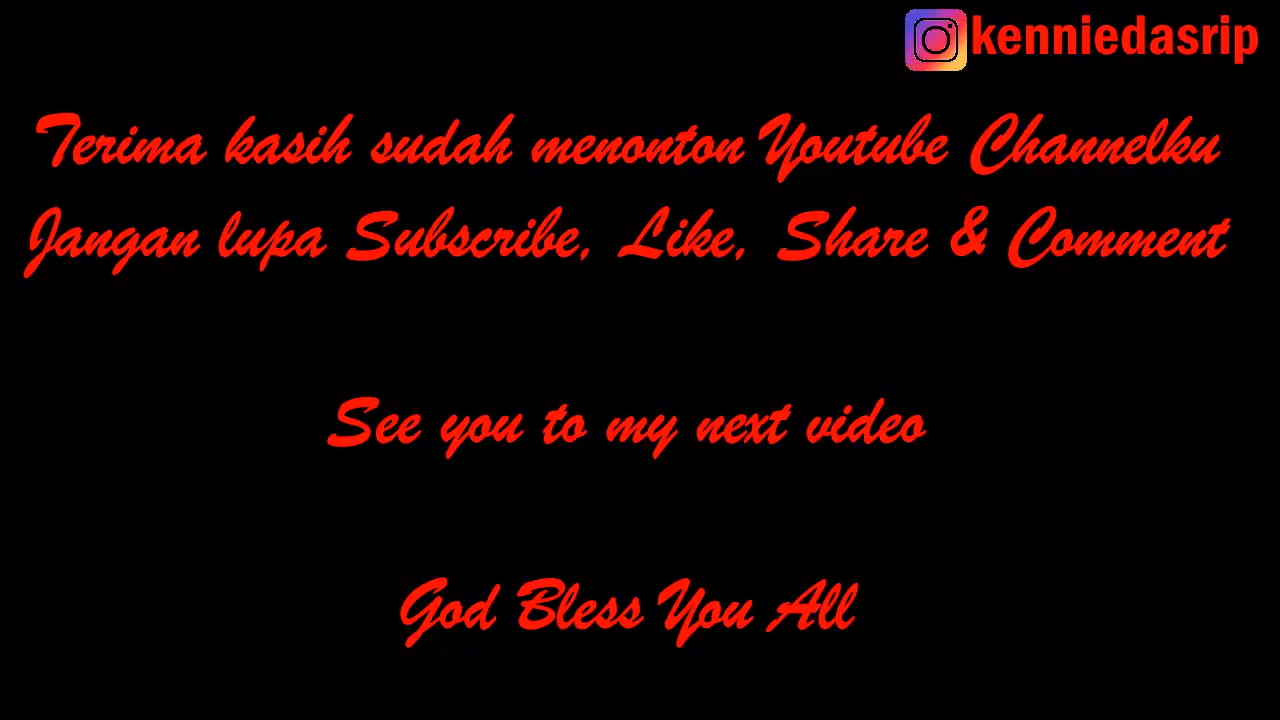 kenniedasrip
Terima kasih sudah menonton Youtube Channelku
Jangan lupa Subscribe, Like, Share & Comment
See you to my next video
God Bless You All